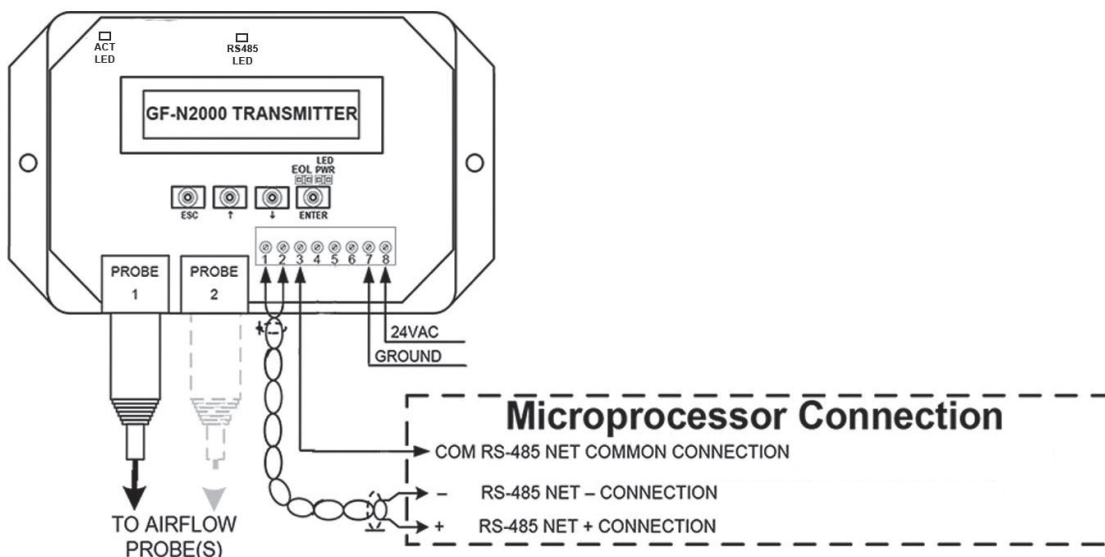 ACT
LED
RS485
LED
GF-N2000 TRANSMITTER
LED
EOL PWR
ESC ↑ ↓ ENTER
1 2 3 4 5 6 7 8
PROBE
1
PROBE
2
24VAC
GROUND
Microprocessor Connection
COM RS-485 NET COMMON CONNECTION
– RS-485 NET – CONNECTION
+ RS-485 NET + CONNECTION
TO AIRFLOW
PROBE(S)